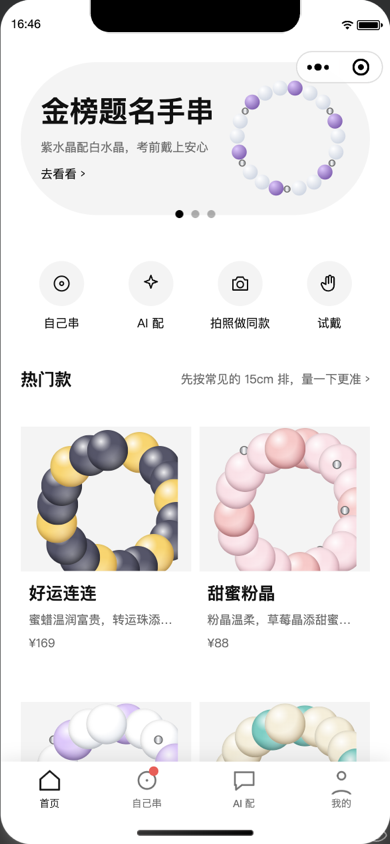 16:46
金榜题名手串
紫水晶配白水晶，考前戴上安心
去看看 >
自己串
AI 配
拍照做同款
试戴
热门款
先按常见的 15cm 排，量一下更准 >
好运连连
蜜蜡温润富贵，转运珠添…
¥169
甜蜜粉晶
粉晶温柔，草莓晶添甜蜜…
¥88
首页
自己串
AI 配
我的